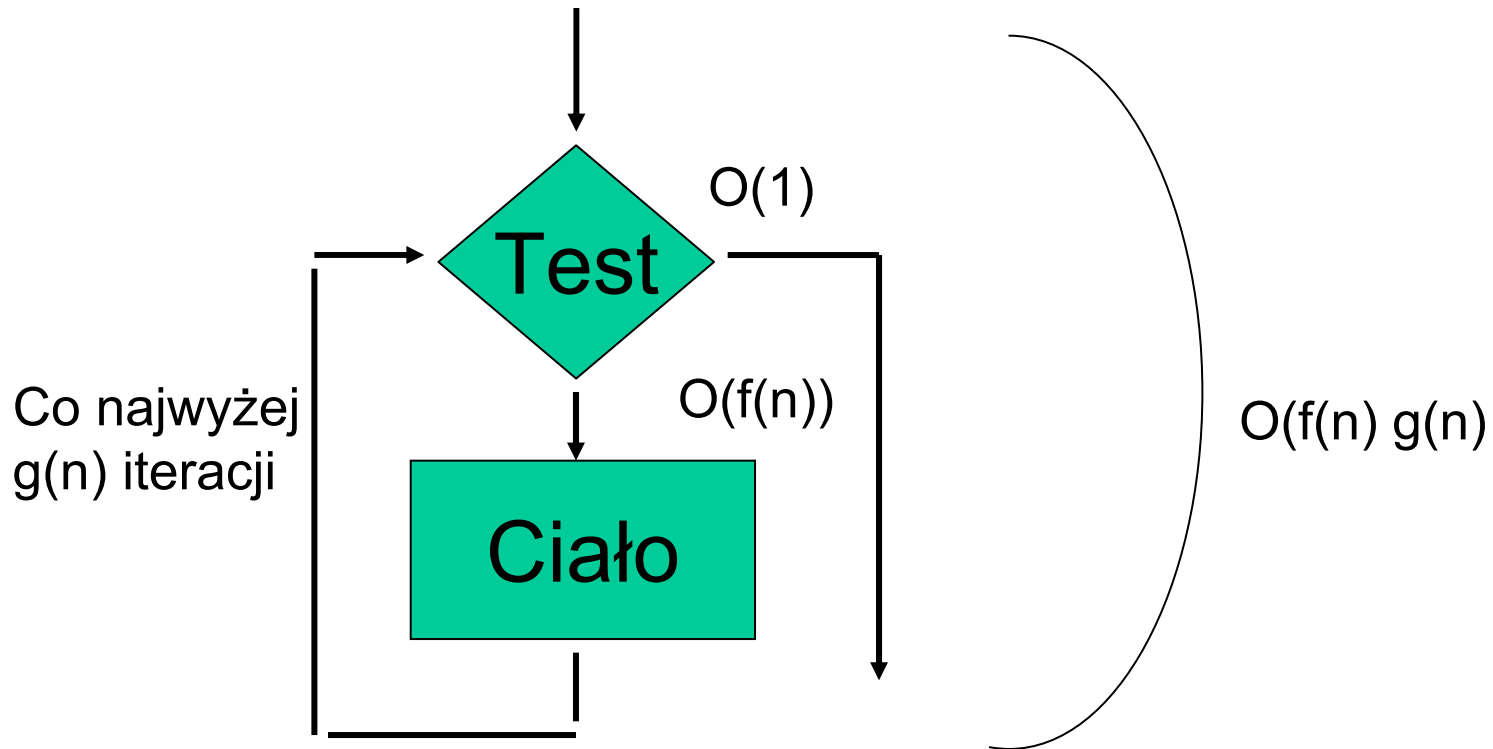 O(1)
Test
O(f(n))
Co najwyżej
g(n) iteracji
O(f(n) g(n)
Ciało